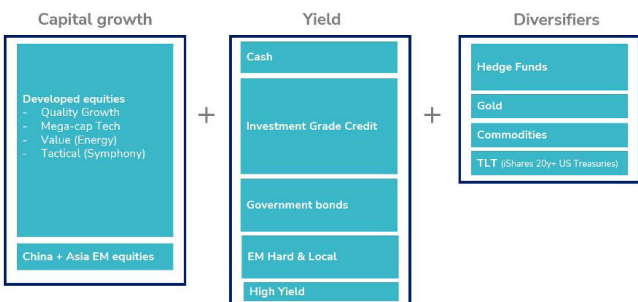 Capital growth
Developed equities
- Quality Growth
- Mega-cap Tech
- Value (Energy)
- Tactical (Symphony)
China + Asia EM equities
+
Yield
Cash
Investment Grade Credit
Government bonds
EM Hard & Local
High Yield
+
Diversifiers
Hedge Funds
Gold
Commodities
TLT (iShares 20y+ US Treasuries)